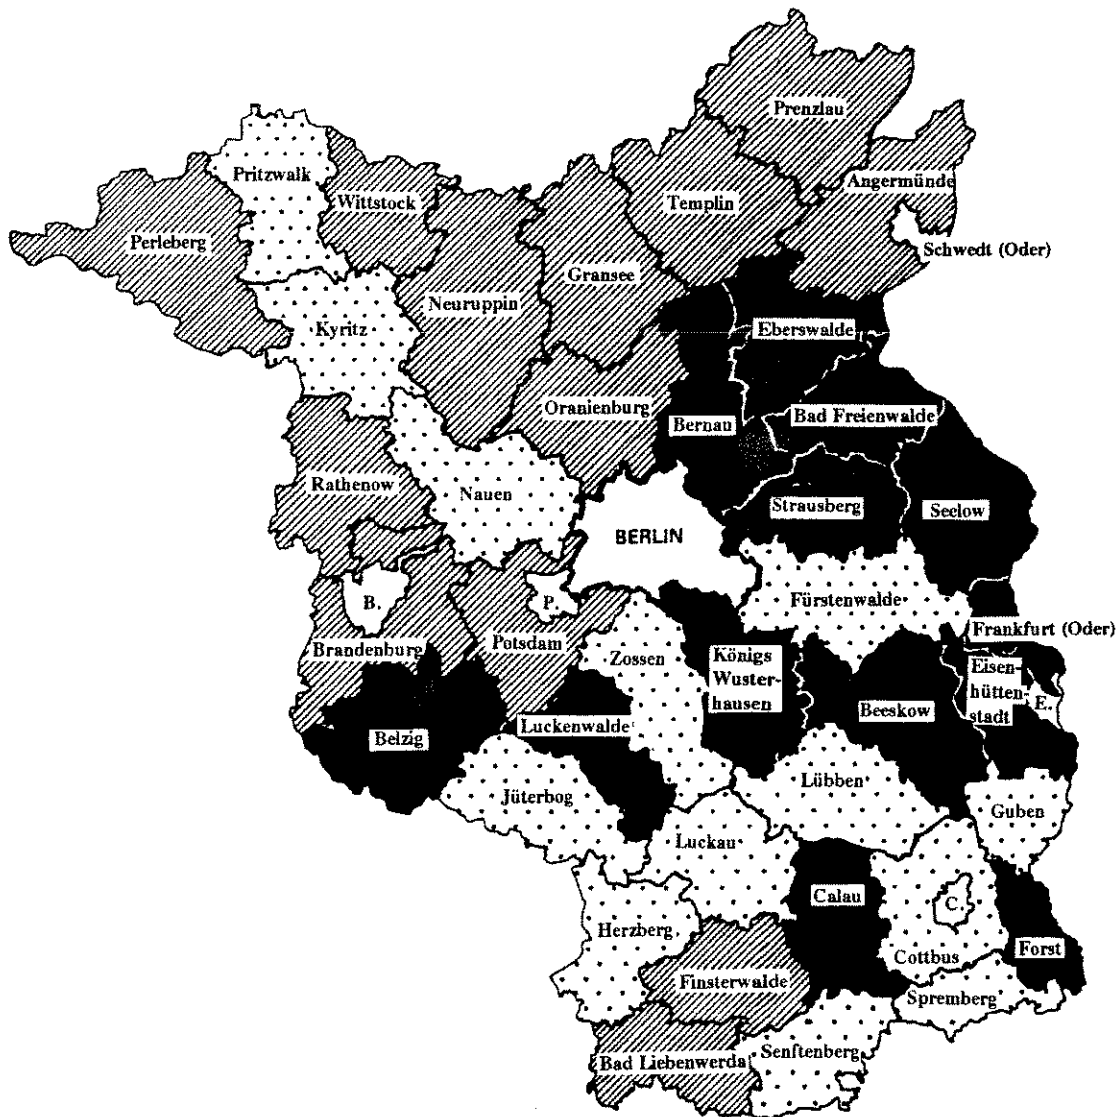 Prenzlau
Pritzwalk
Wittstock
Templin
Angermünde
Perleberg
Schwedt (Oder)
Gransee
Neuruppin
Kyritz
Eberswalde
Oranienburg
Bad Freienwalde
Bernau
Rathenow
Nauen
Strausberg
Seelow
BERLIN
B.
P.
Fürstenwalde
Frankfurt (Oder)
Brandenburg
Potsdam
Zossen
Königs
Wuster-
hausen
Eisen-
hütten-
stadt
E.
Beeskow
Luckenwalde
Belzig
Lübben
Jüterbog
Guben
Luckau
Calau
C.
Herzberg
Cottbus
Forst
Finsterwalde
Spremberg
Bad Liebenwerda
Senftenberg